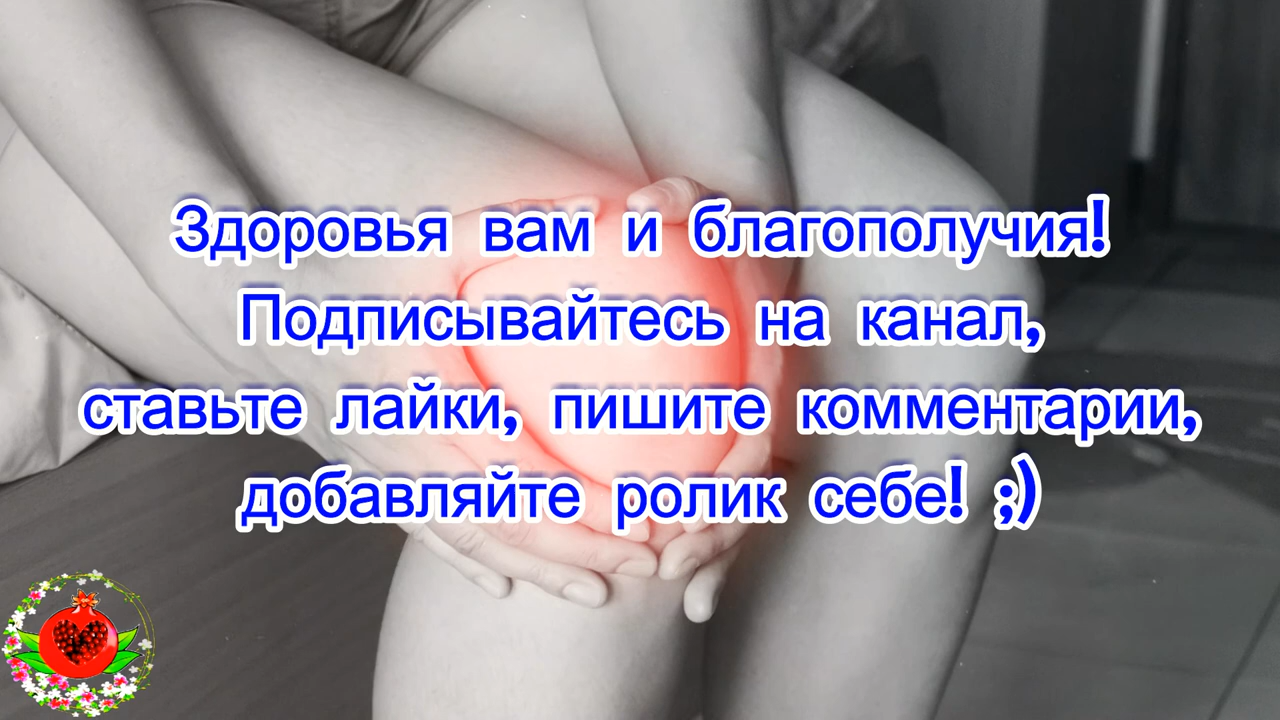 Здоровья вам и благополучия!
Подписывайтесь на канал,
ставьте лайки, пишите комментарии,
добавляйте ролик себе! ;)